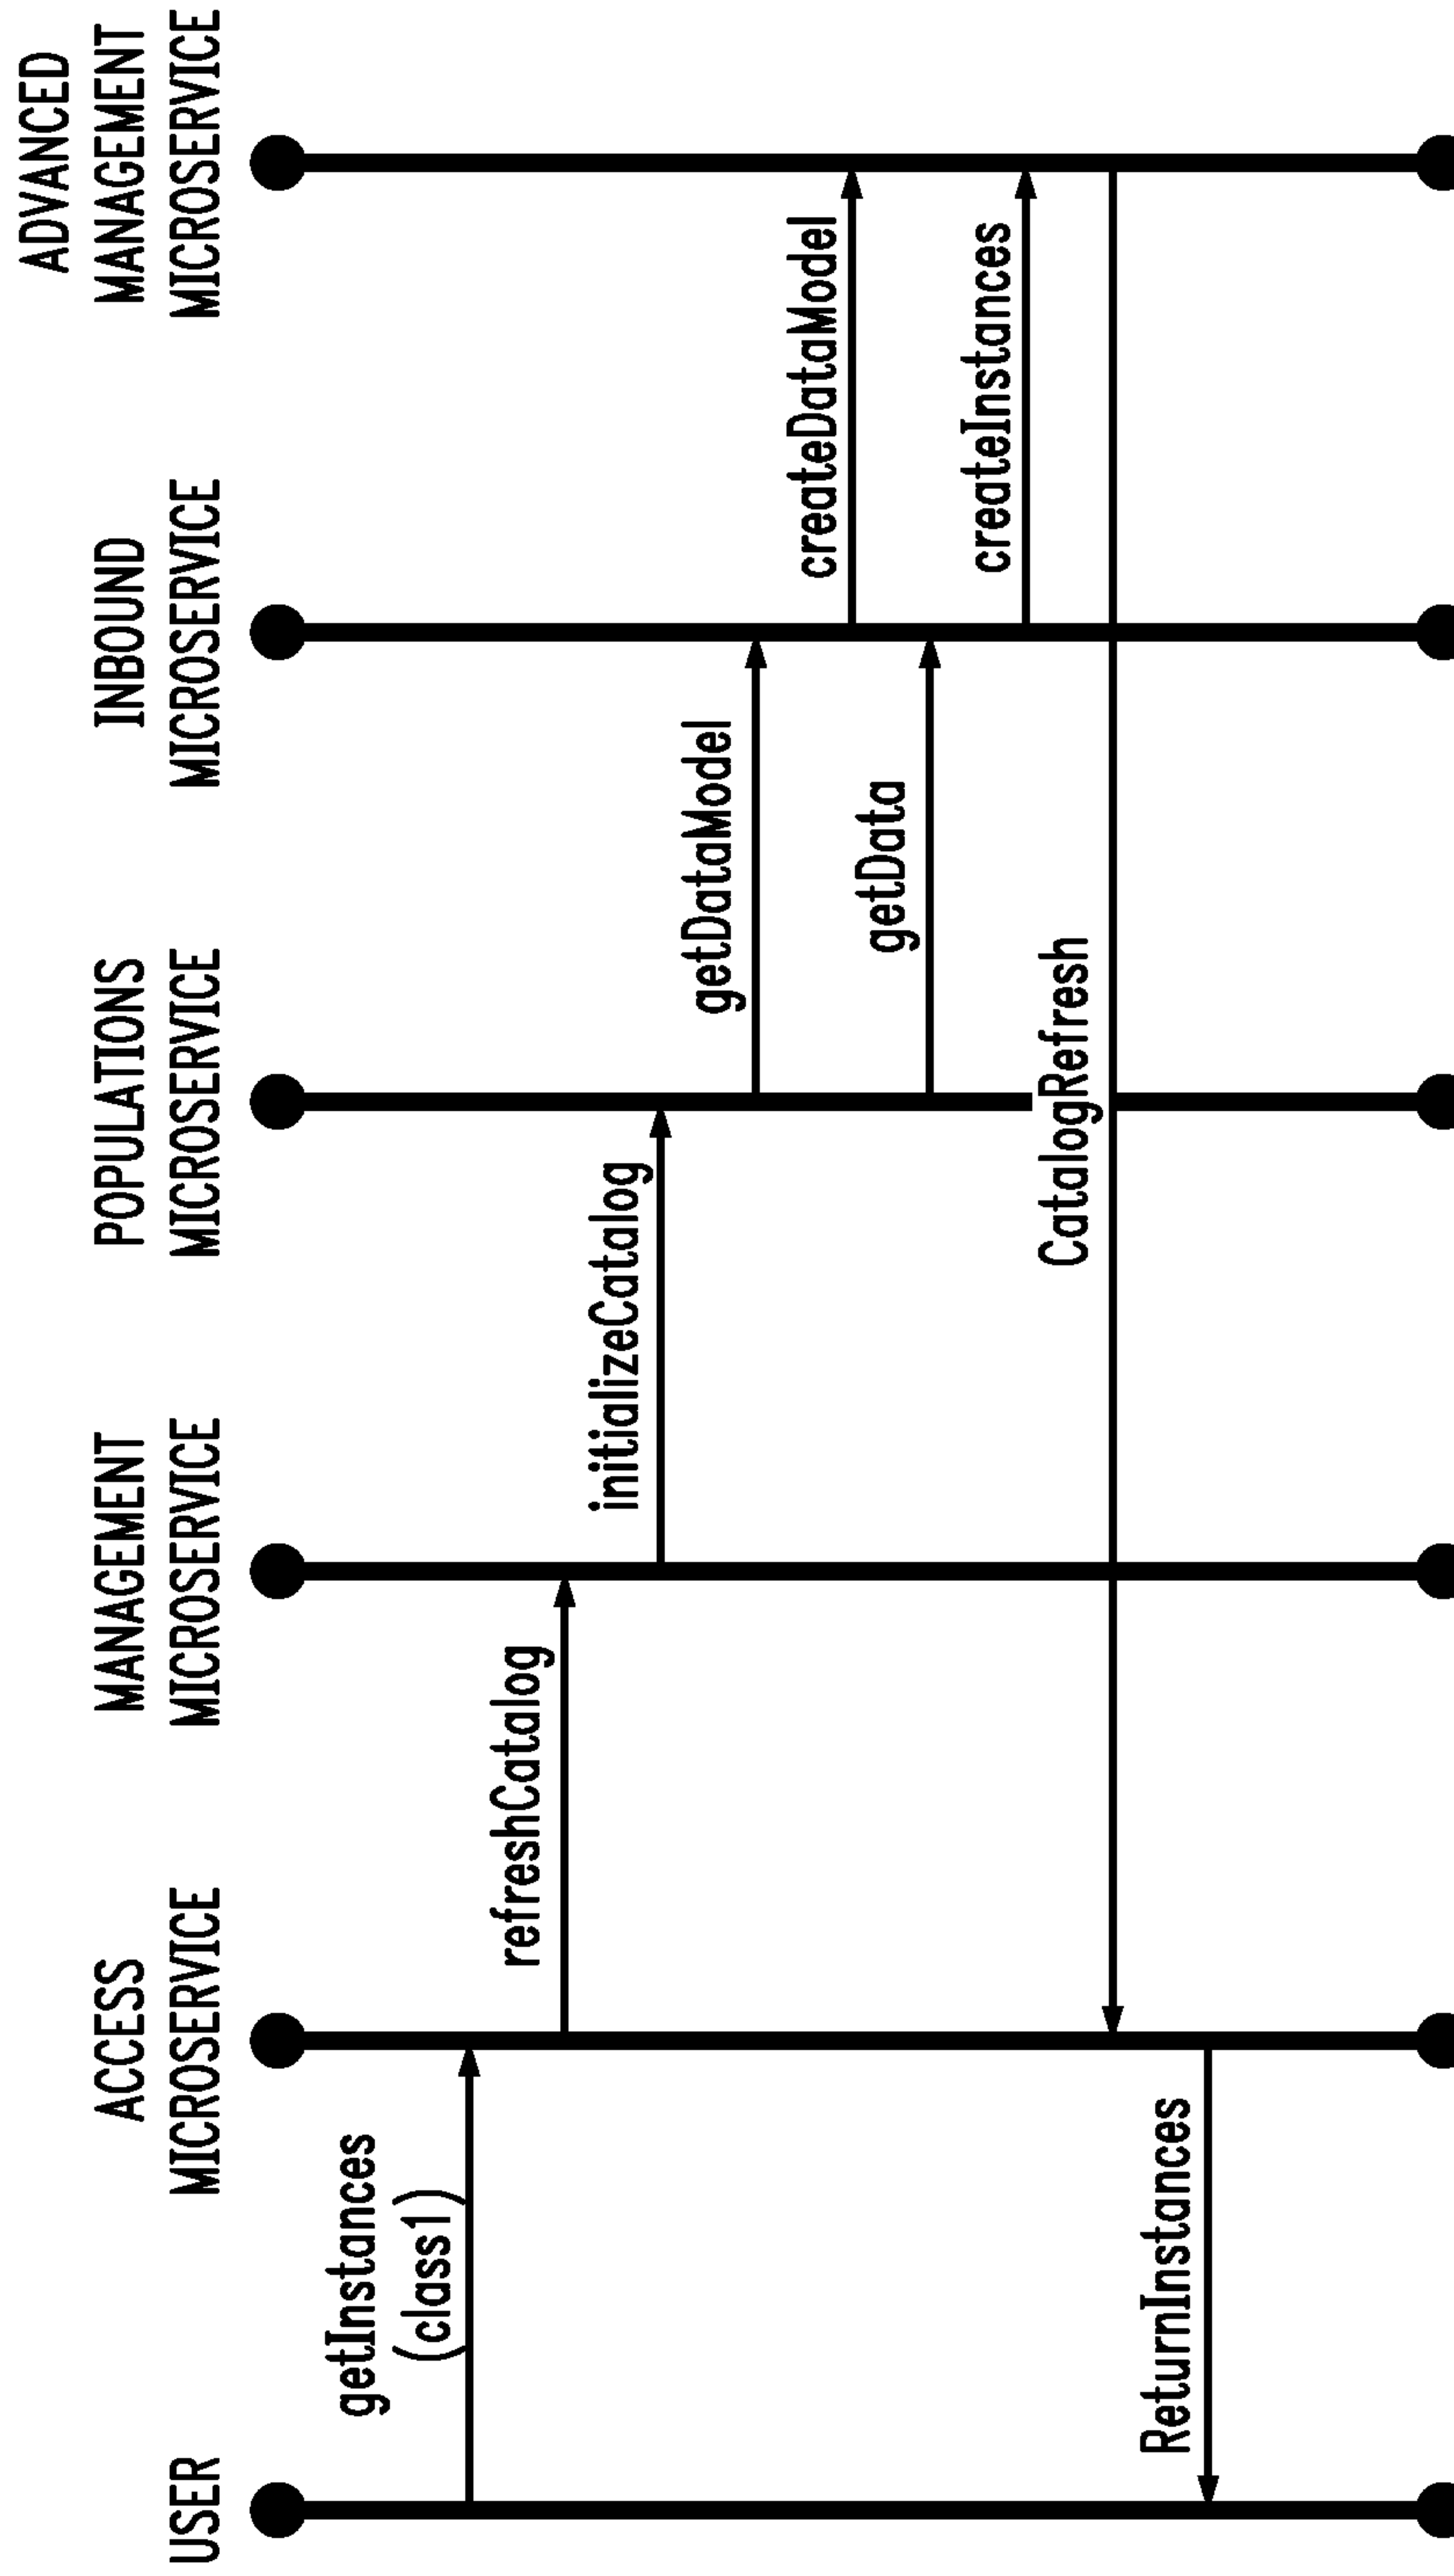 USER
ACCESS
MICROSERVICE
MANAGEMENT
MICROSERVICE
POPULATIONS
MICROSERVICE
INBOUND
MICROSERVICE
ADVANCED
MANAGEMENT
MICROSERVICE
getInstances
(class1)
refreshCatalog
initializeCatalog
getDataModel
createDataModel
getData
createInstances
CatalogRefresh
ReturnInstances